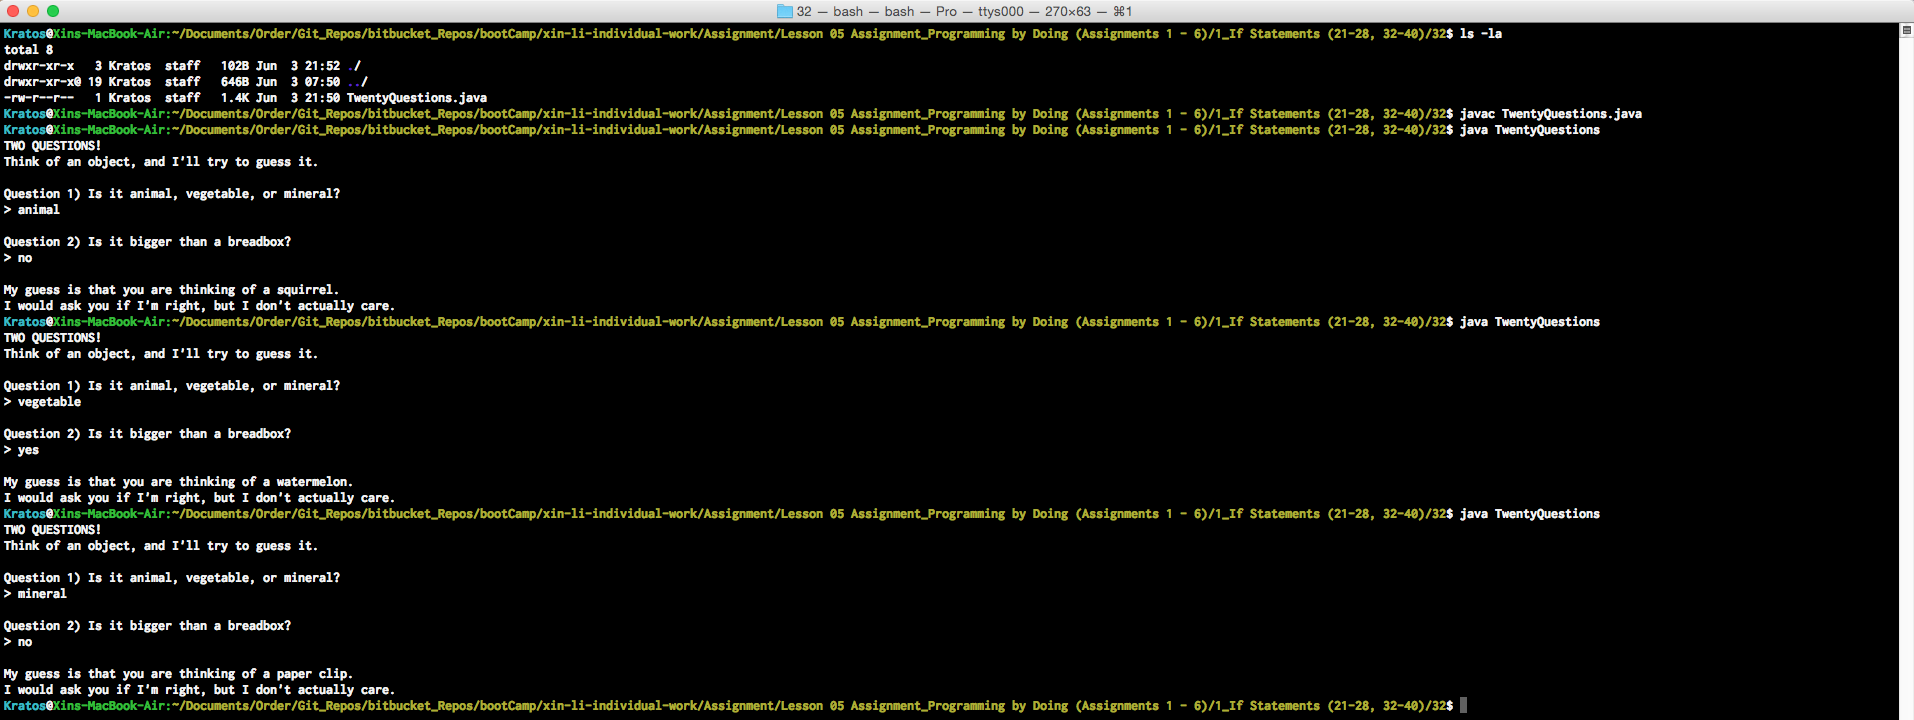 32 — bash — bash — Pro — ttys000 — 270×63 — ⌘1
Kratos@Xins-MacBook-Air:~/Documents/Order/Git_Repos/bitbucket_Repos/bootCamp/xin-li-individual-work/Assignment/Lesson 05 Assignment_Programming by Doing (Assignments 1 - 6)/1_If Statements (21-28, 32-40)/32$ ls -la
total 8
drwxr-xr-x   3 Kratos  staff   102B Jun  3 21:52 ./
drwxr-xr-x@ 19 Kratos  staff   646B Jun  3 07:50 ../
-rw-r--r--   1 Kratos  staff   1.4K Jun  3 21:50 TwentyQuestions.java
Kratos@Xins-MacBook-Air:~/Documents/Order/Git_Repos/bitbucket_Repos/bootCamp/xin-li-individual-work/Assignment/Lesson 05 Assignment_Programming by Doing (Assignments 1 - 6)/1_If Statements (21-28, 32-40)/32$ javac TwentyQuestions.java
Kratos@Xins-MacBook-Air:~/Documents/Order/Git_Repos/bitbucket_Repos/bootCamp/xin-li-individual-work/Assignment/Lesson 05 Assignment_Programming by Doing (Assignments 1 - 6)/1_If Statements (21-28, 32-40)/32$ java TwentyQuestions
TWO QUESTIONS!
Think of an object, and I'll try to guess it.
Question 1) Is it animal, vegetable, or mineral?
> animal
Question 2) Is it bigger than a breadbox?
> no
My guess is that you are thinking of a squirrel.
I would ask you if I'm right, but I don't actually care.
Kratos@Xins-MacBook-Air:~/Documents/Order/Git_Repos/bitbucket_Repos/bootCamp/xin-li-individual-work/Assignment/Lesson 05 Assignment_Programming by Doing (Assignments 1 - 6)/1_If Statements (21-28, 32-40)/32$ java TwentyQuestions
TWO QUESTIONS!
Think of an object, and I'll try to guess it.
Question 1) Is it animal, vegetable, or mineral?
> vegetable
Question 2) Is it bigger than a breadbox?
> yes
My guess is that you are thinking of a watermelon.
I would ask you if I'm right, but I don't actually care.
Kratos@Xins-MacBook-Air:~/Documents/Order/Git_Repos/bitbucket_Repos/bootCamp/xin-li-individual-work/Assignment/Lesson 05 Assignment_Programming by Doing (Assignments 1 - 6)/1_If Statements (21-28, 32-40)/32$ java TwentyQuestions
TWO QUESTIONS!
Think of an object, and I'll try to guess it.
Question 1) Is it animal, vegetable, or mineral?
> mineral
Question 2) Is it bigger than a breadbox?
> no
My guess is that you are thinking of a paper clip.
I would ask you if I'm right, but I don't actually care.
Kratos@Xins-MacBook-Air:~/Documents/Order/Git_Repos/bitbucket_Repos/bootCamp/xin-li-individual-work/Assignment/Lesson 05 Assignment_Programming by Doing (Assignments 1 - 6)/1_If Statements (21-28, 32-40)/32$